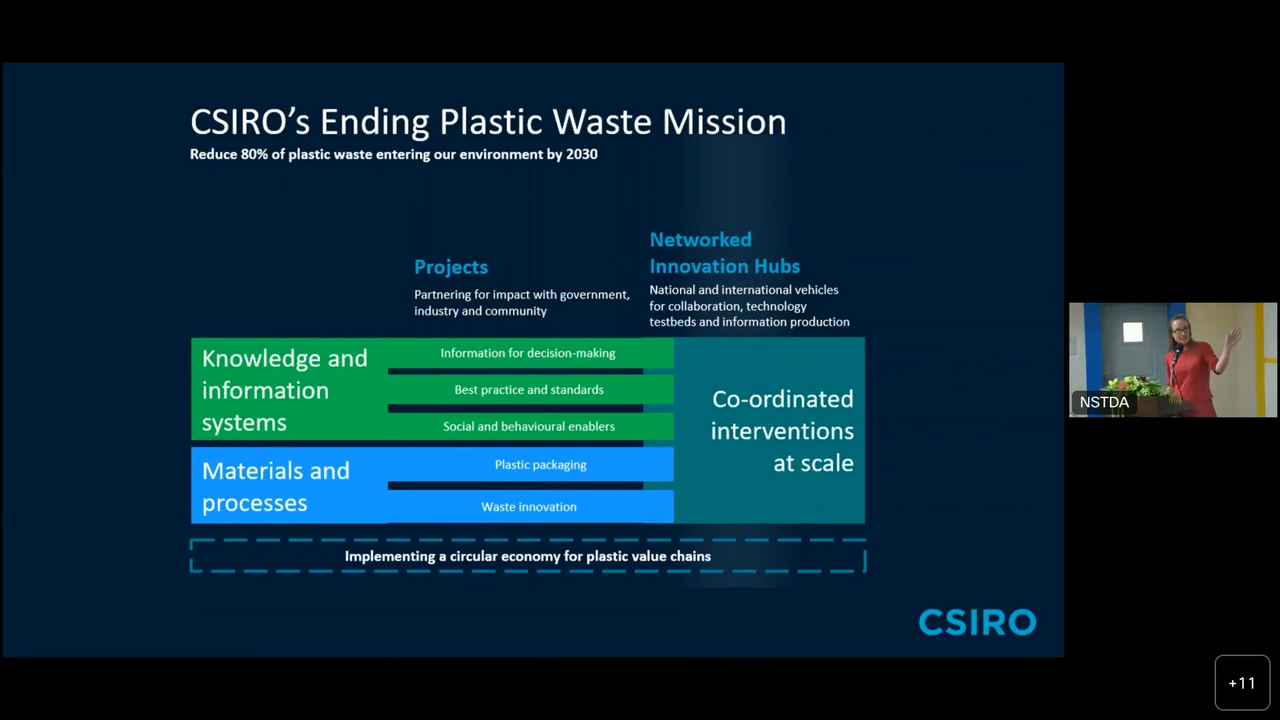 CSIRO's Ending Plastic Waste Mission
Reduce 80% of plastic waste entering our environment by 2030
Projects
Partnering for impact with government,
industry and community
Networked
Innovation Hubs
National and international vehicles
for collaboration, technology
testbeds and information production
Knowledge and
information
systems
Information for decision-making
Best practice and standards
Social and behavioural enablers
Materials and
processes
Plastic packaging
Waste innovation
Co-ordinated
interventions
at scale
Implementing a circular economy for plastic value chains
CSIRO
NSTDA
+11